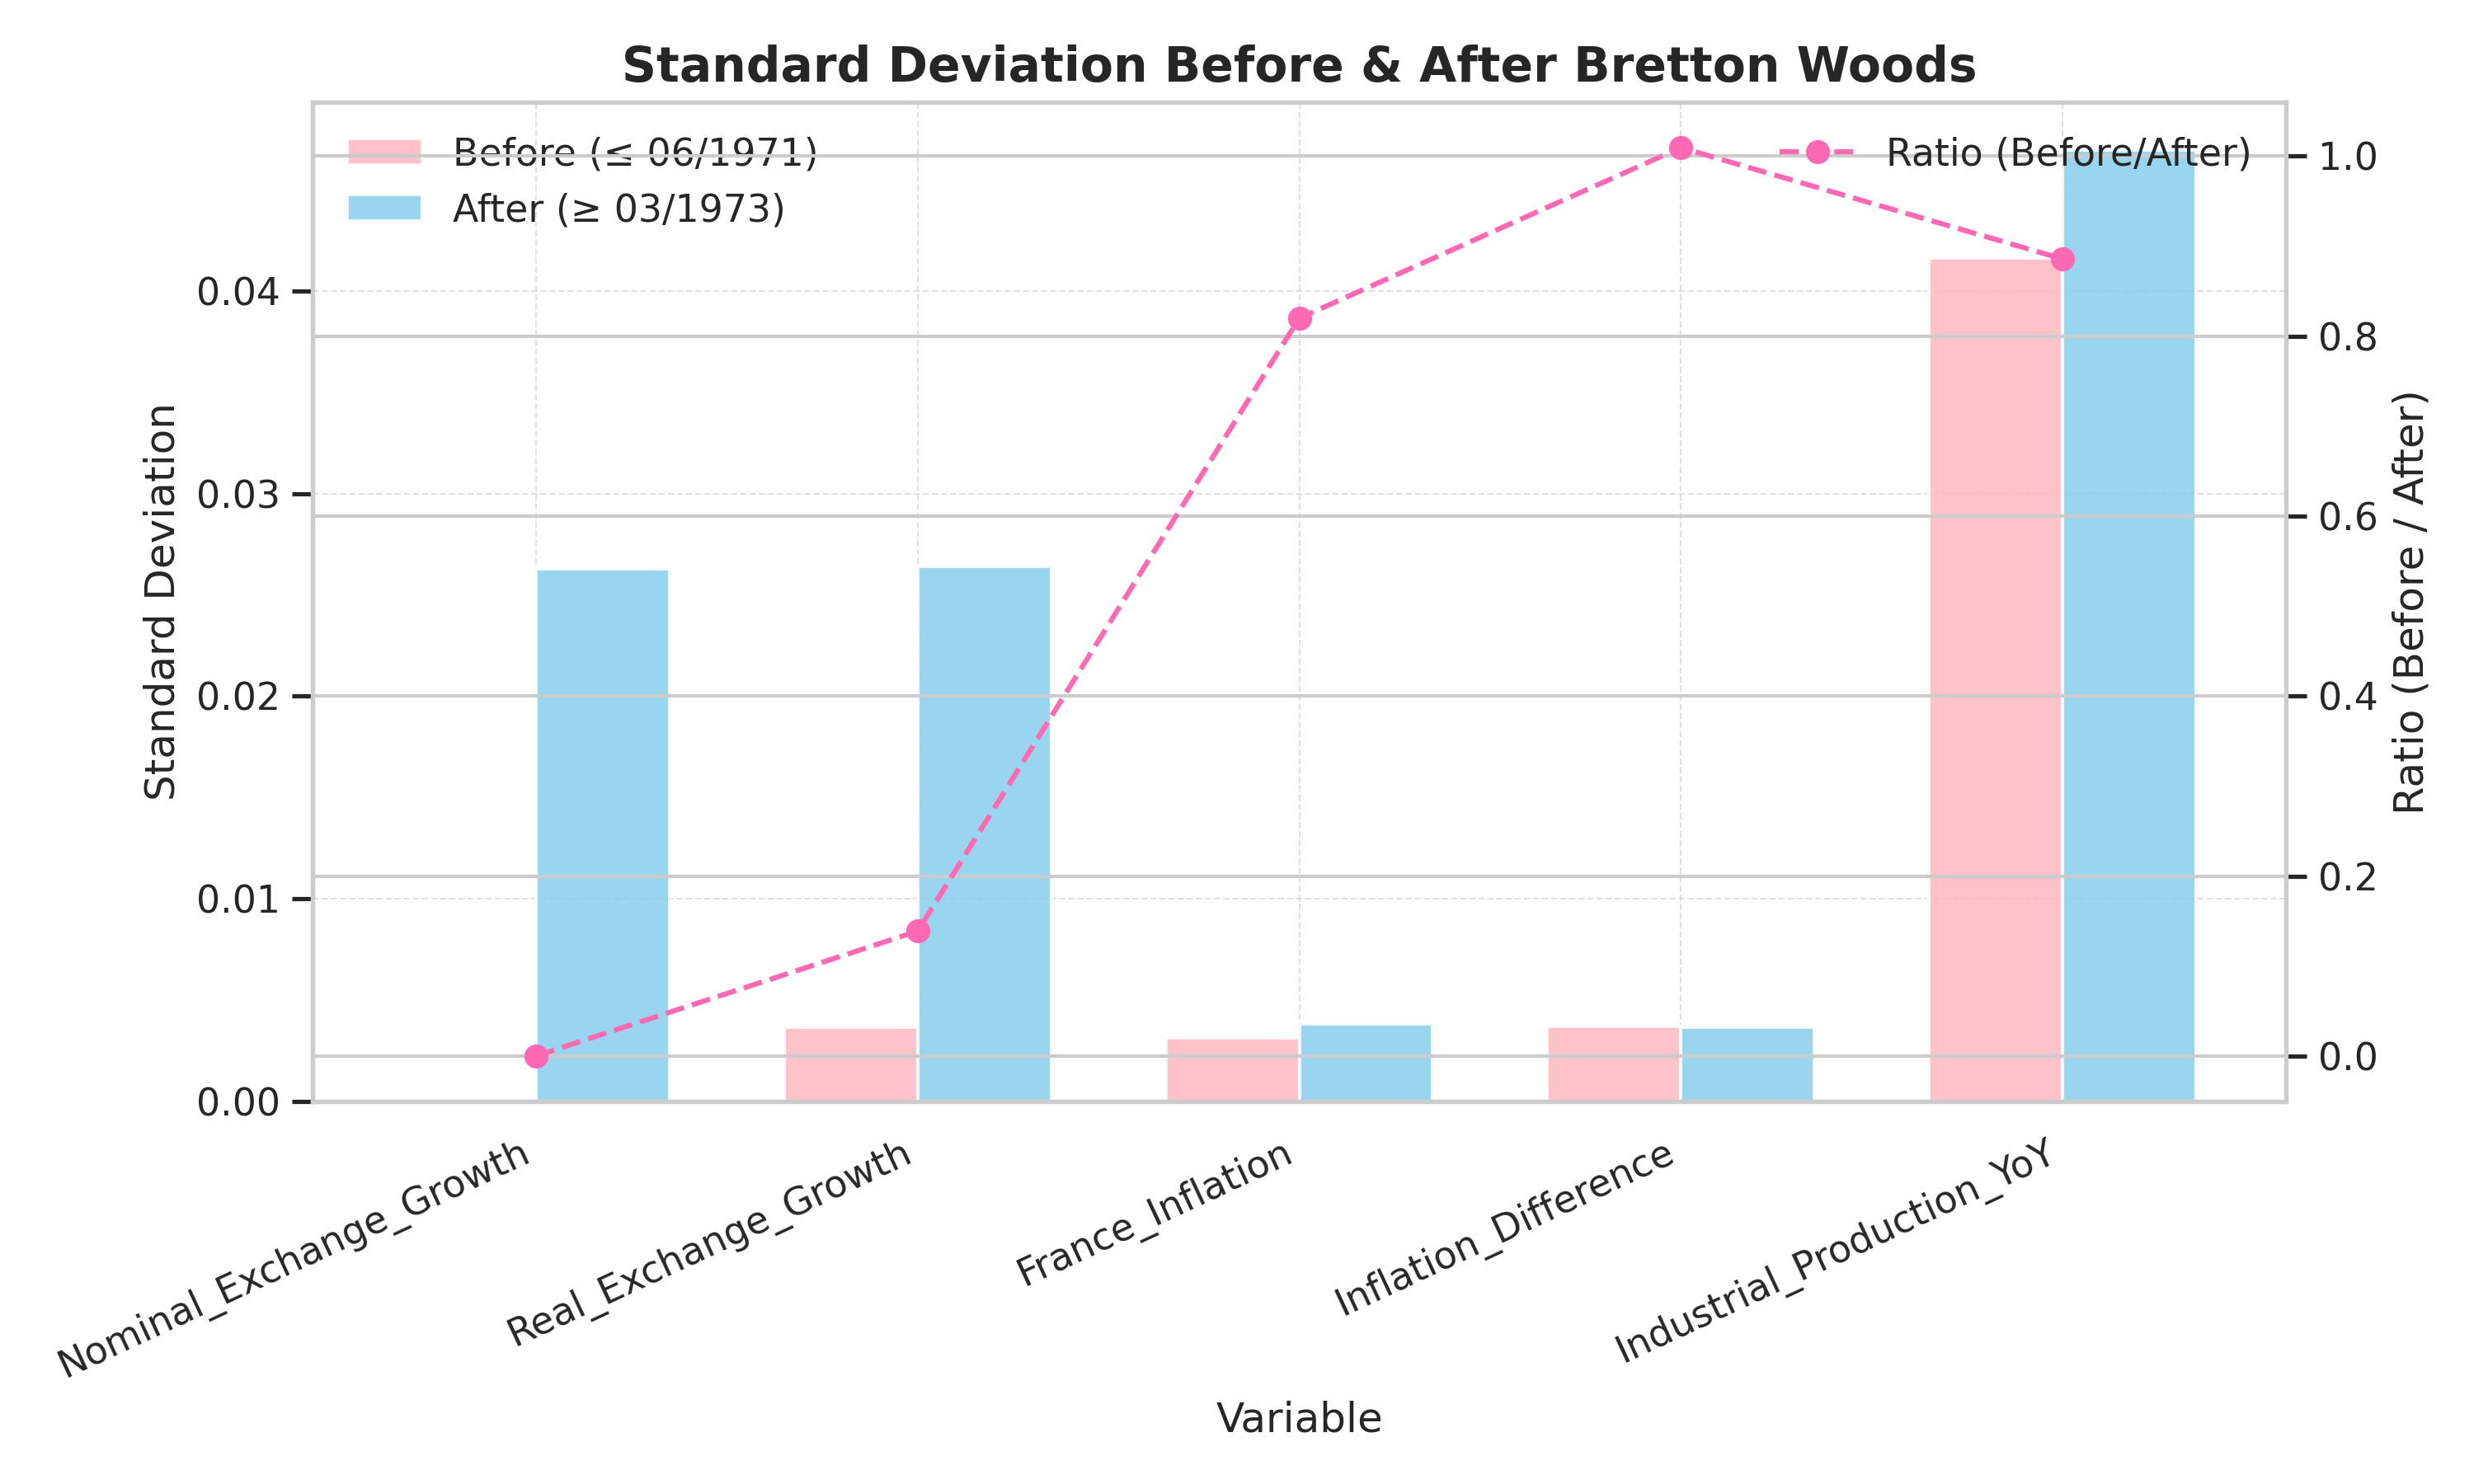 Standard Deviation Before & After Bretton Woods
Before (≤ 06/1971)
After (≥ 03/1973)
Ratio (Before/After)
Standard Deviation
0.04
0.03
0.02
0.01
0.00
1.0
0.8
0.6
0.4
0.2
0.0
Ratio (Before / After)
Nominal_Exchange_Growth
Real_Exchange_Growth
France_Inflation
Inflation_Difference
Industrial_Production_YoY
Variable